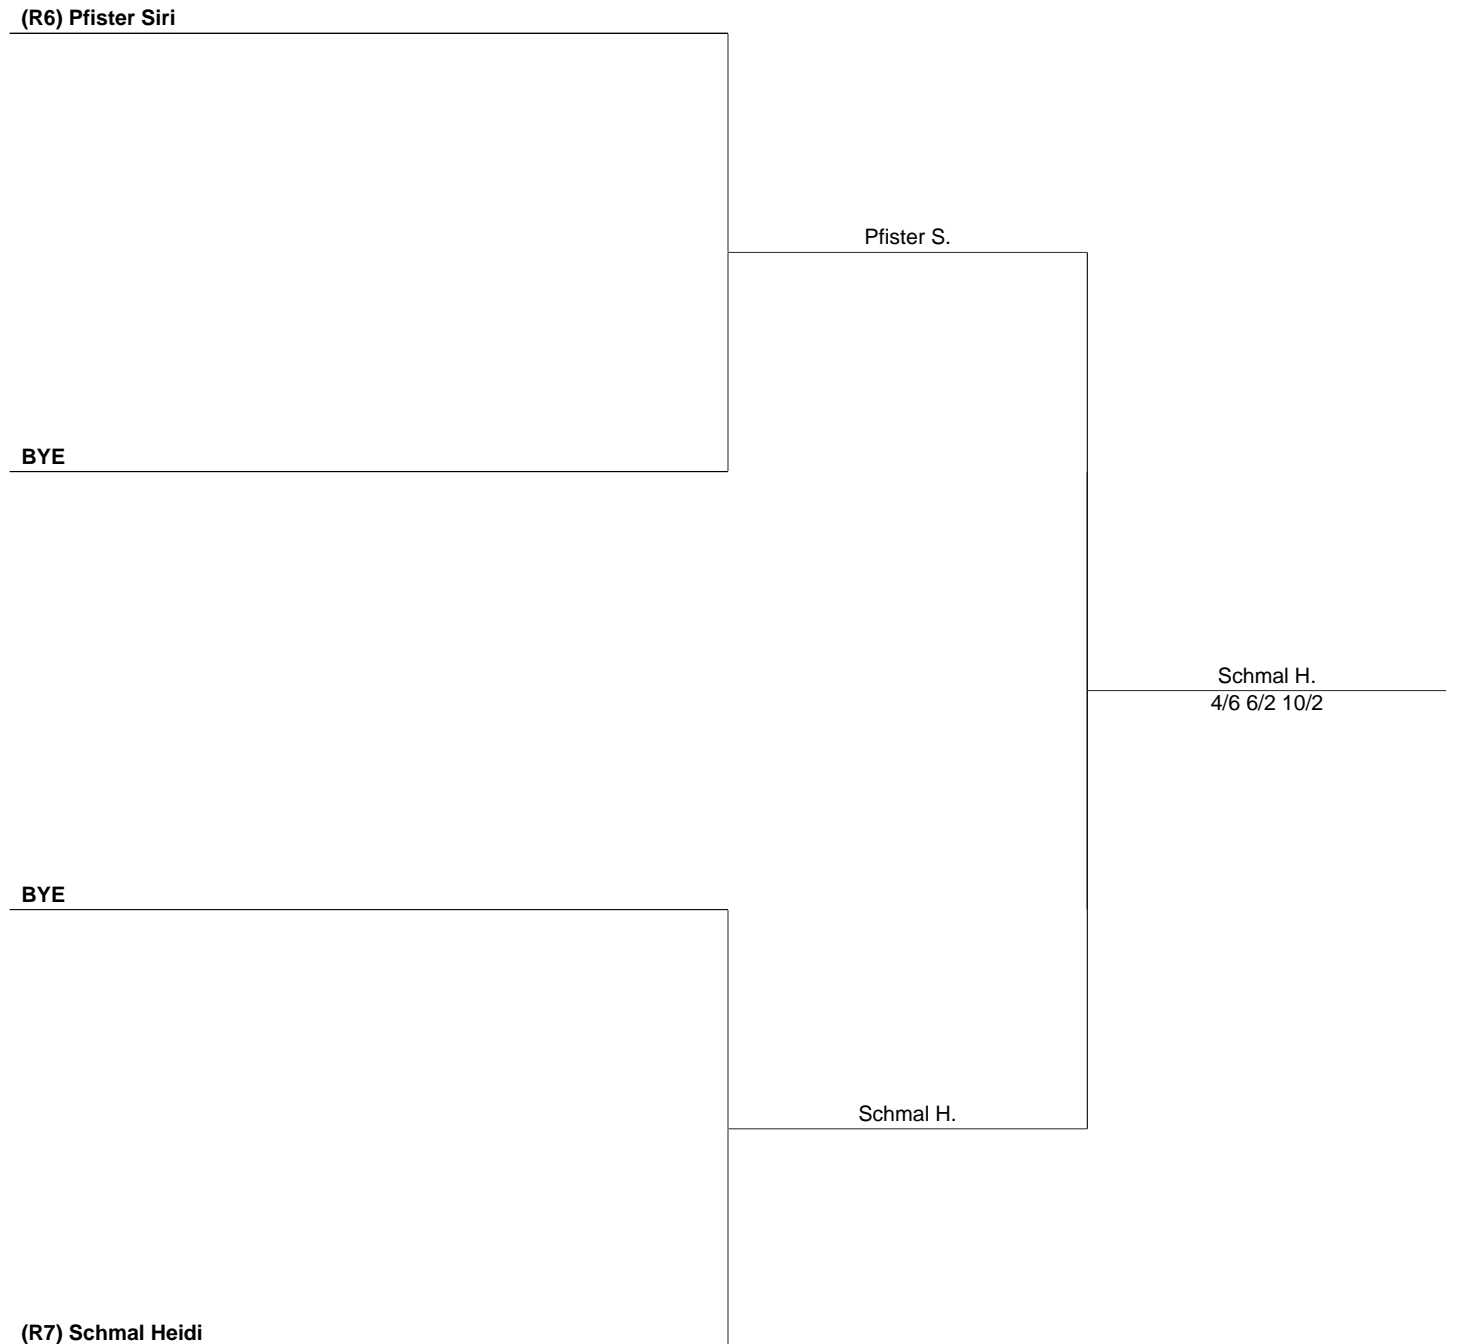 (R6) Pfister Siri
Pfister S.
BYE
Schmal H.
4/6 6/2 10/2
BYE
Schmal H.
(R7) Schmal Heidi